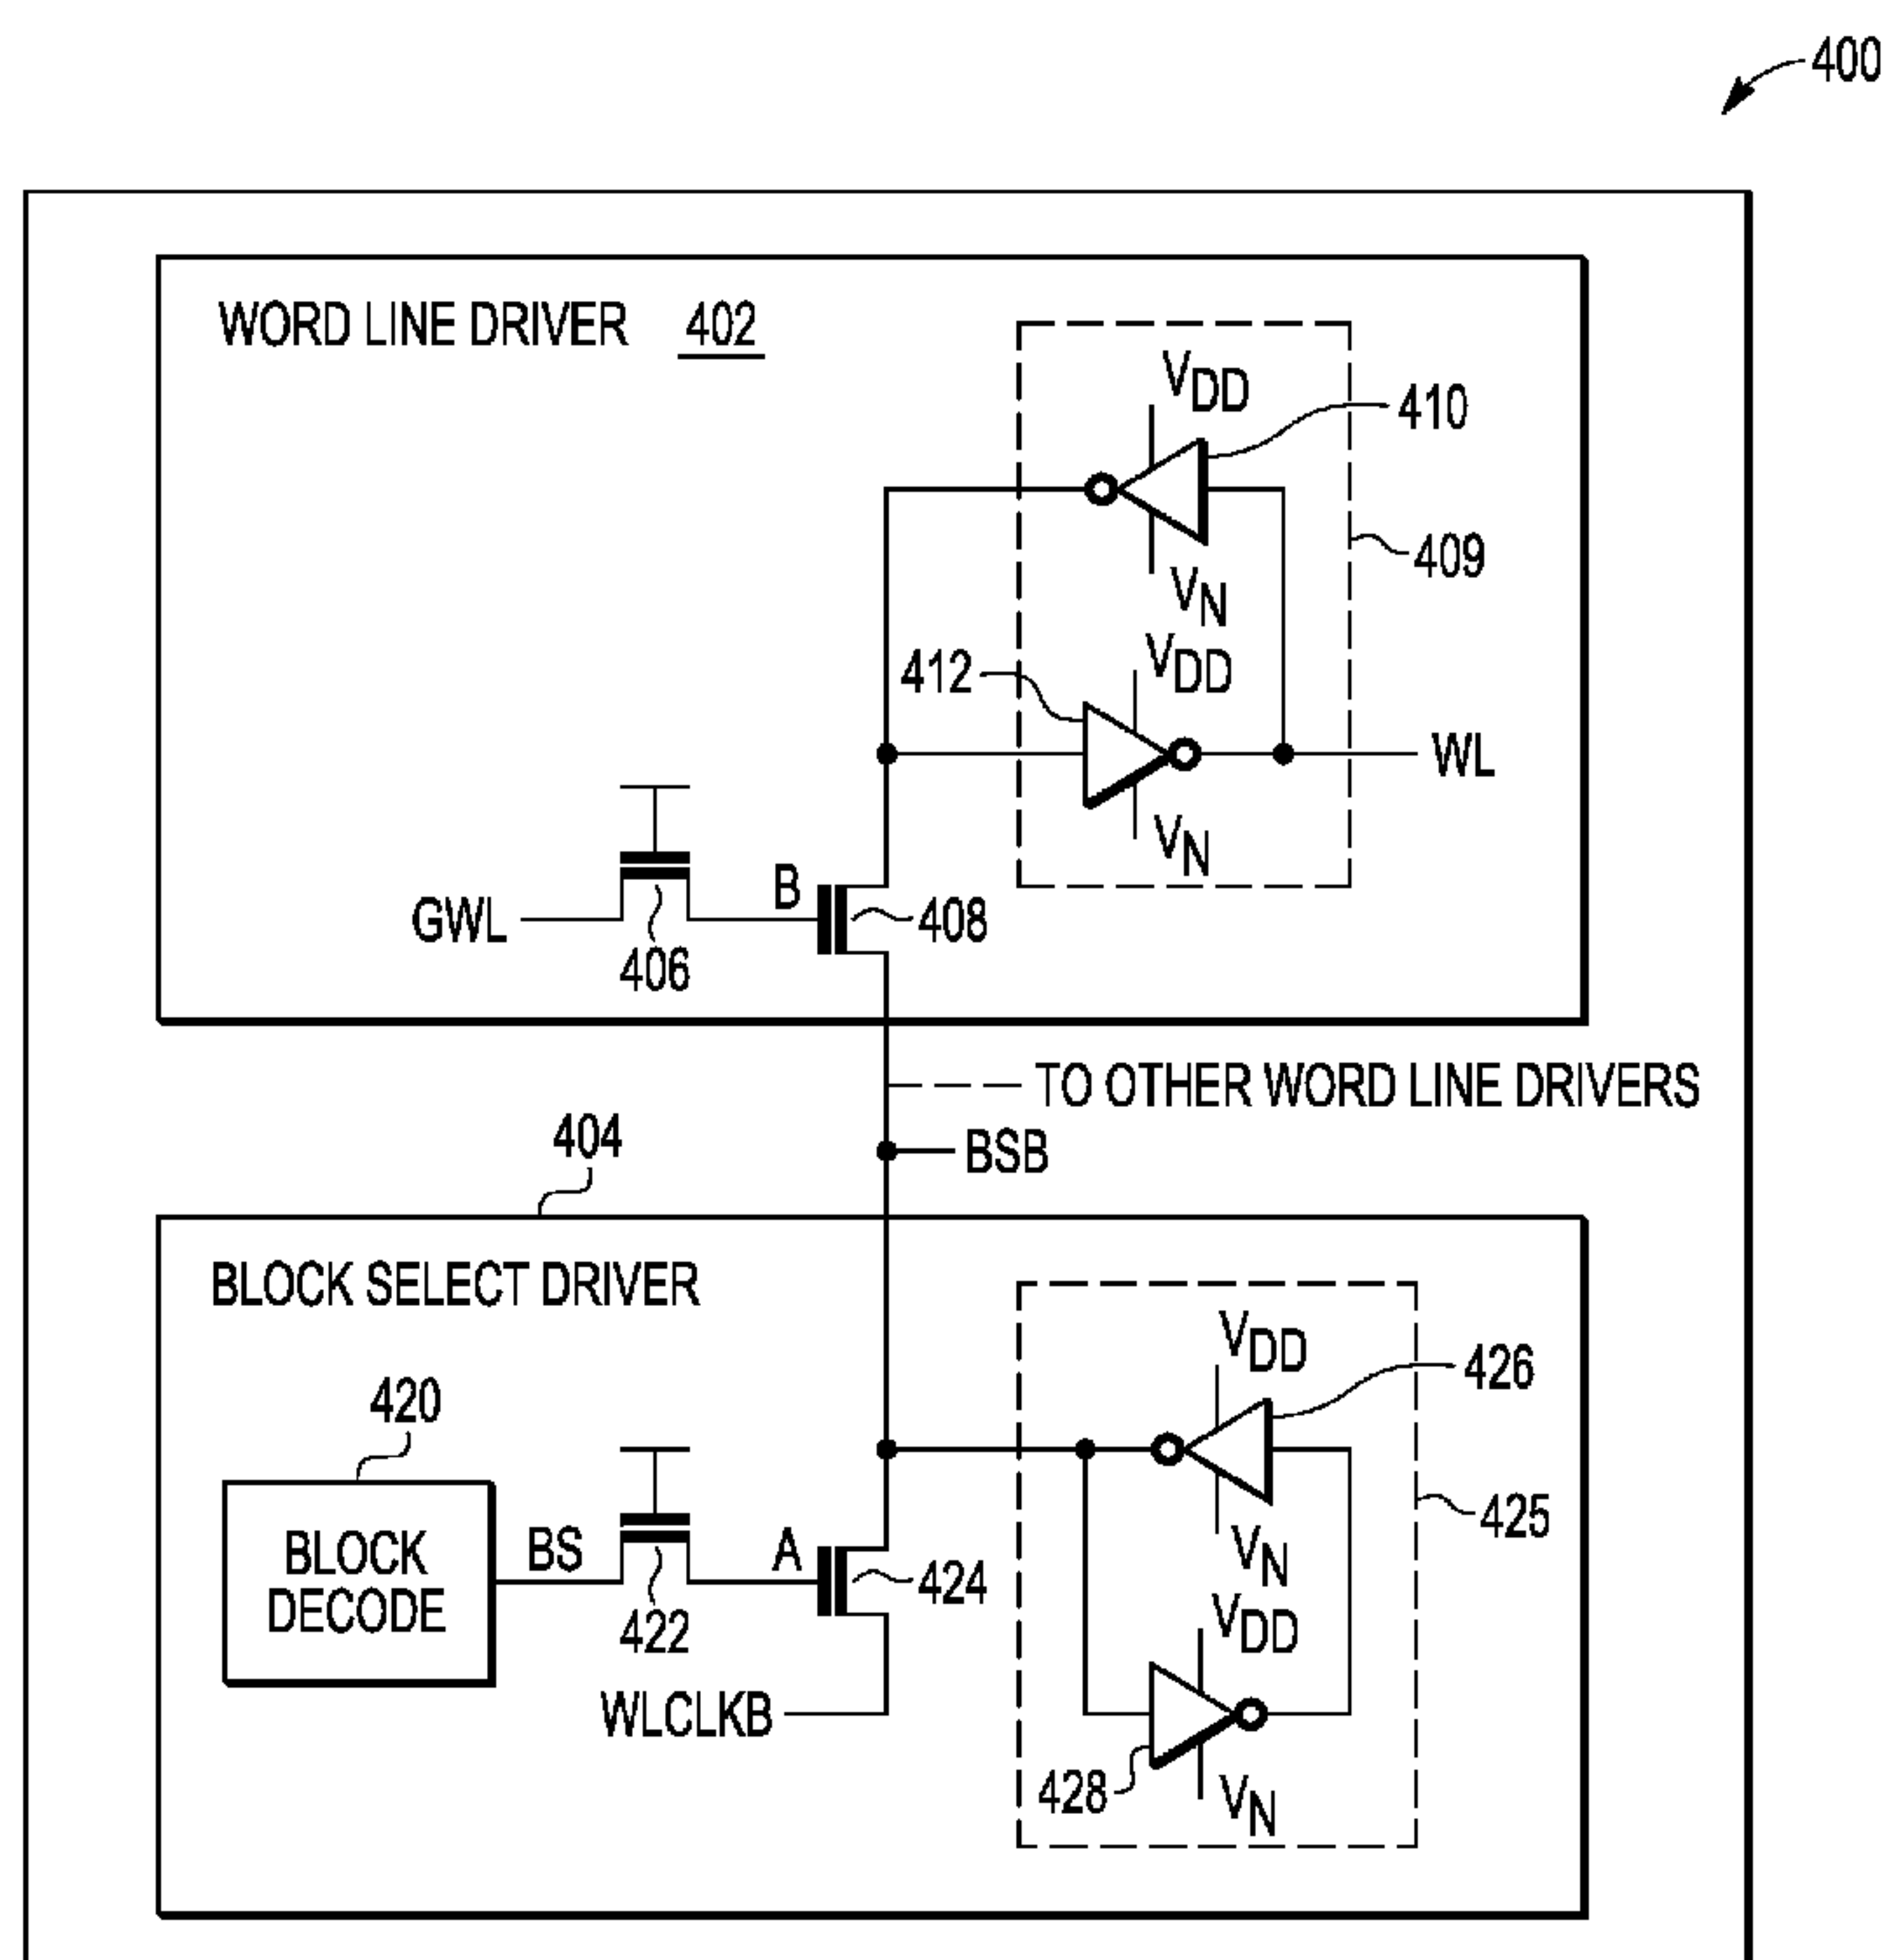 400
WORD LINE DRIVER 402
VDD
410
VN
409
412
VDD
WL
VN
B
GWL
408
406
TO OTHER WORD LINE DRIVERS
404
BSB
BLOCK SELECT DRIVER
VDD
426
420
425
VN
BLOCK DECODE
BS
A
424
VDD
422
WLCLKB
428
VN